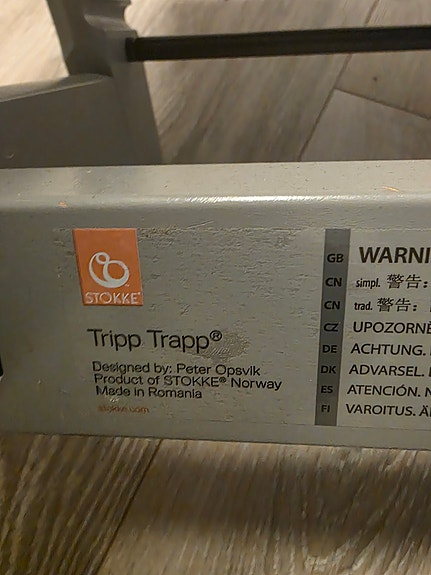 STOKKE
Tripp Trapp®
Designed by: Peter Opsvik
Product of STOKKE® Norway
Made in Romania
stokke.com
GB WARNI
CN simpl. 警告:
CN trad. 警告:
CZ UPOZORNĚ
DE ACHTUNG.
DK ADVARSEL.
ES ATENCIÓN. N
FI VAROITUS. Ä